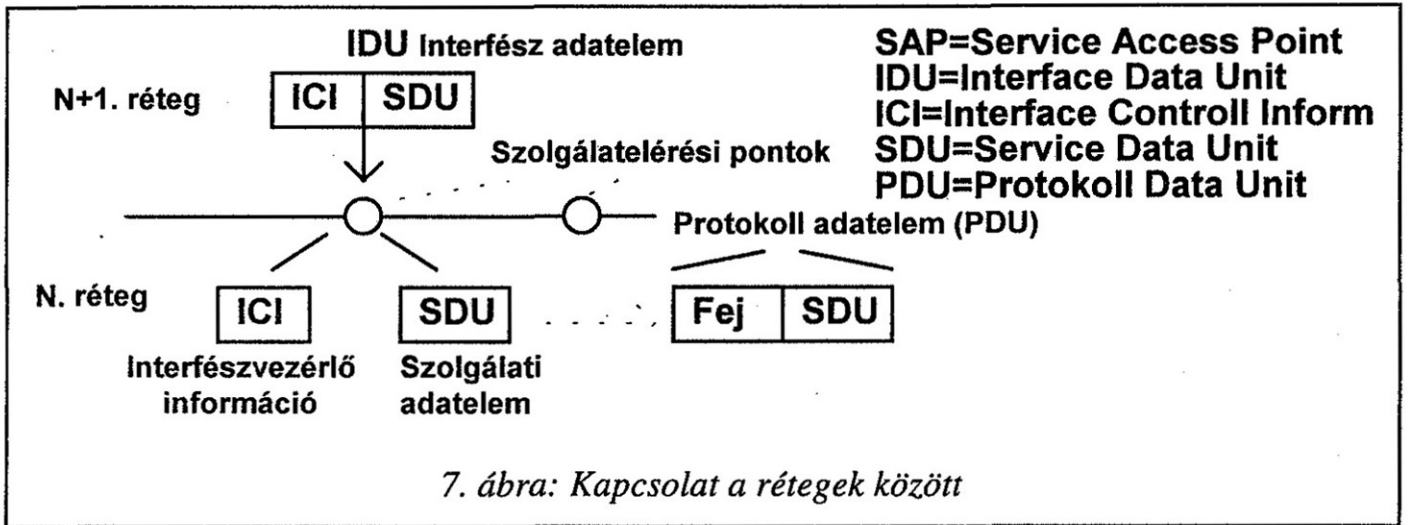 IDU Interfész adatelem
SAP=Service Access Point
IDU=Interface Data Unit
ICI=Interface Controll Inform
SDU=Service Data Unit
PDU=Protokoll Data Unit
N+1. réteg
ICI SDU
Szolgálatelérési pontok
Protokoll adatelem (PDU)
N. réteg
ICI
SDU
Fej SDU
Interfészvezérlő
információ
Szolgálati
adatelem
7. ábra: Kapcsolat a rétegek között